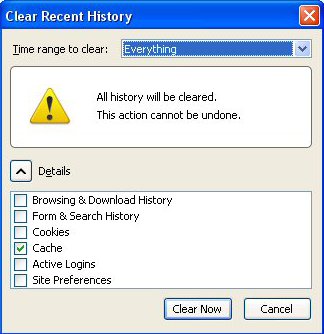 Clear Recent History
Time range to clear: Everything
All history will be cleared.
This action cannot be undone.
Details
Browsing & Download History
Form & Search History
Cookies
Cache
Active Logins
Site Preferences
Clear Now Cancel